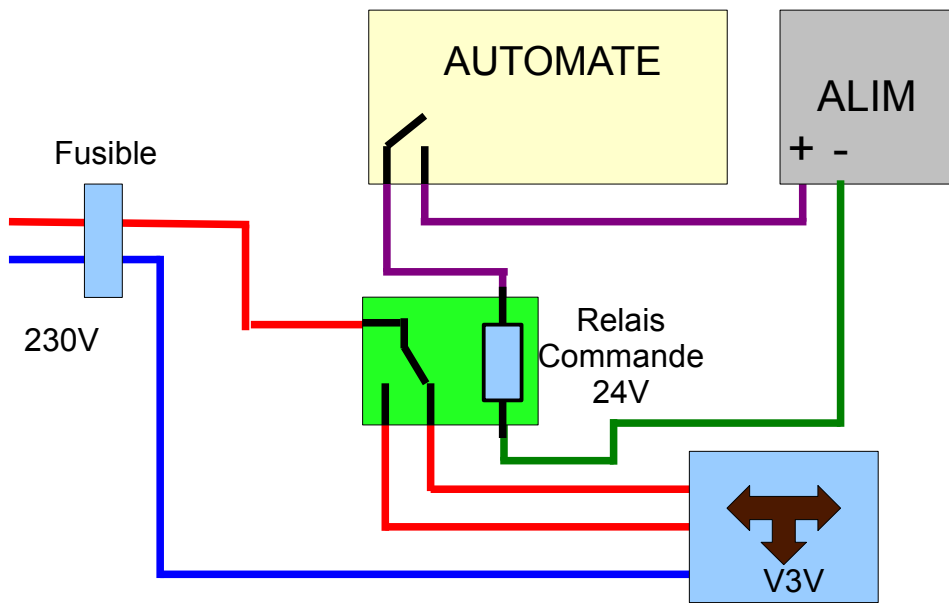 AUTOMATE
ALIM
+ -
Fusible
230V
Relais
Commande
24V
V3V